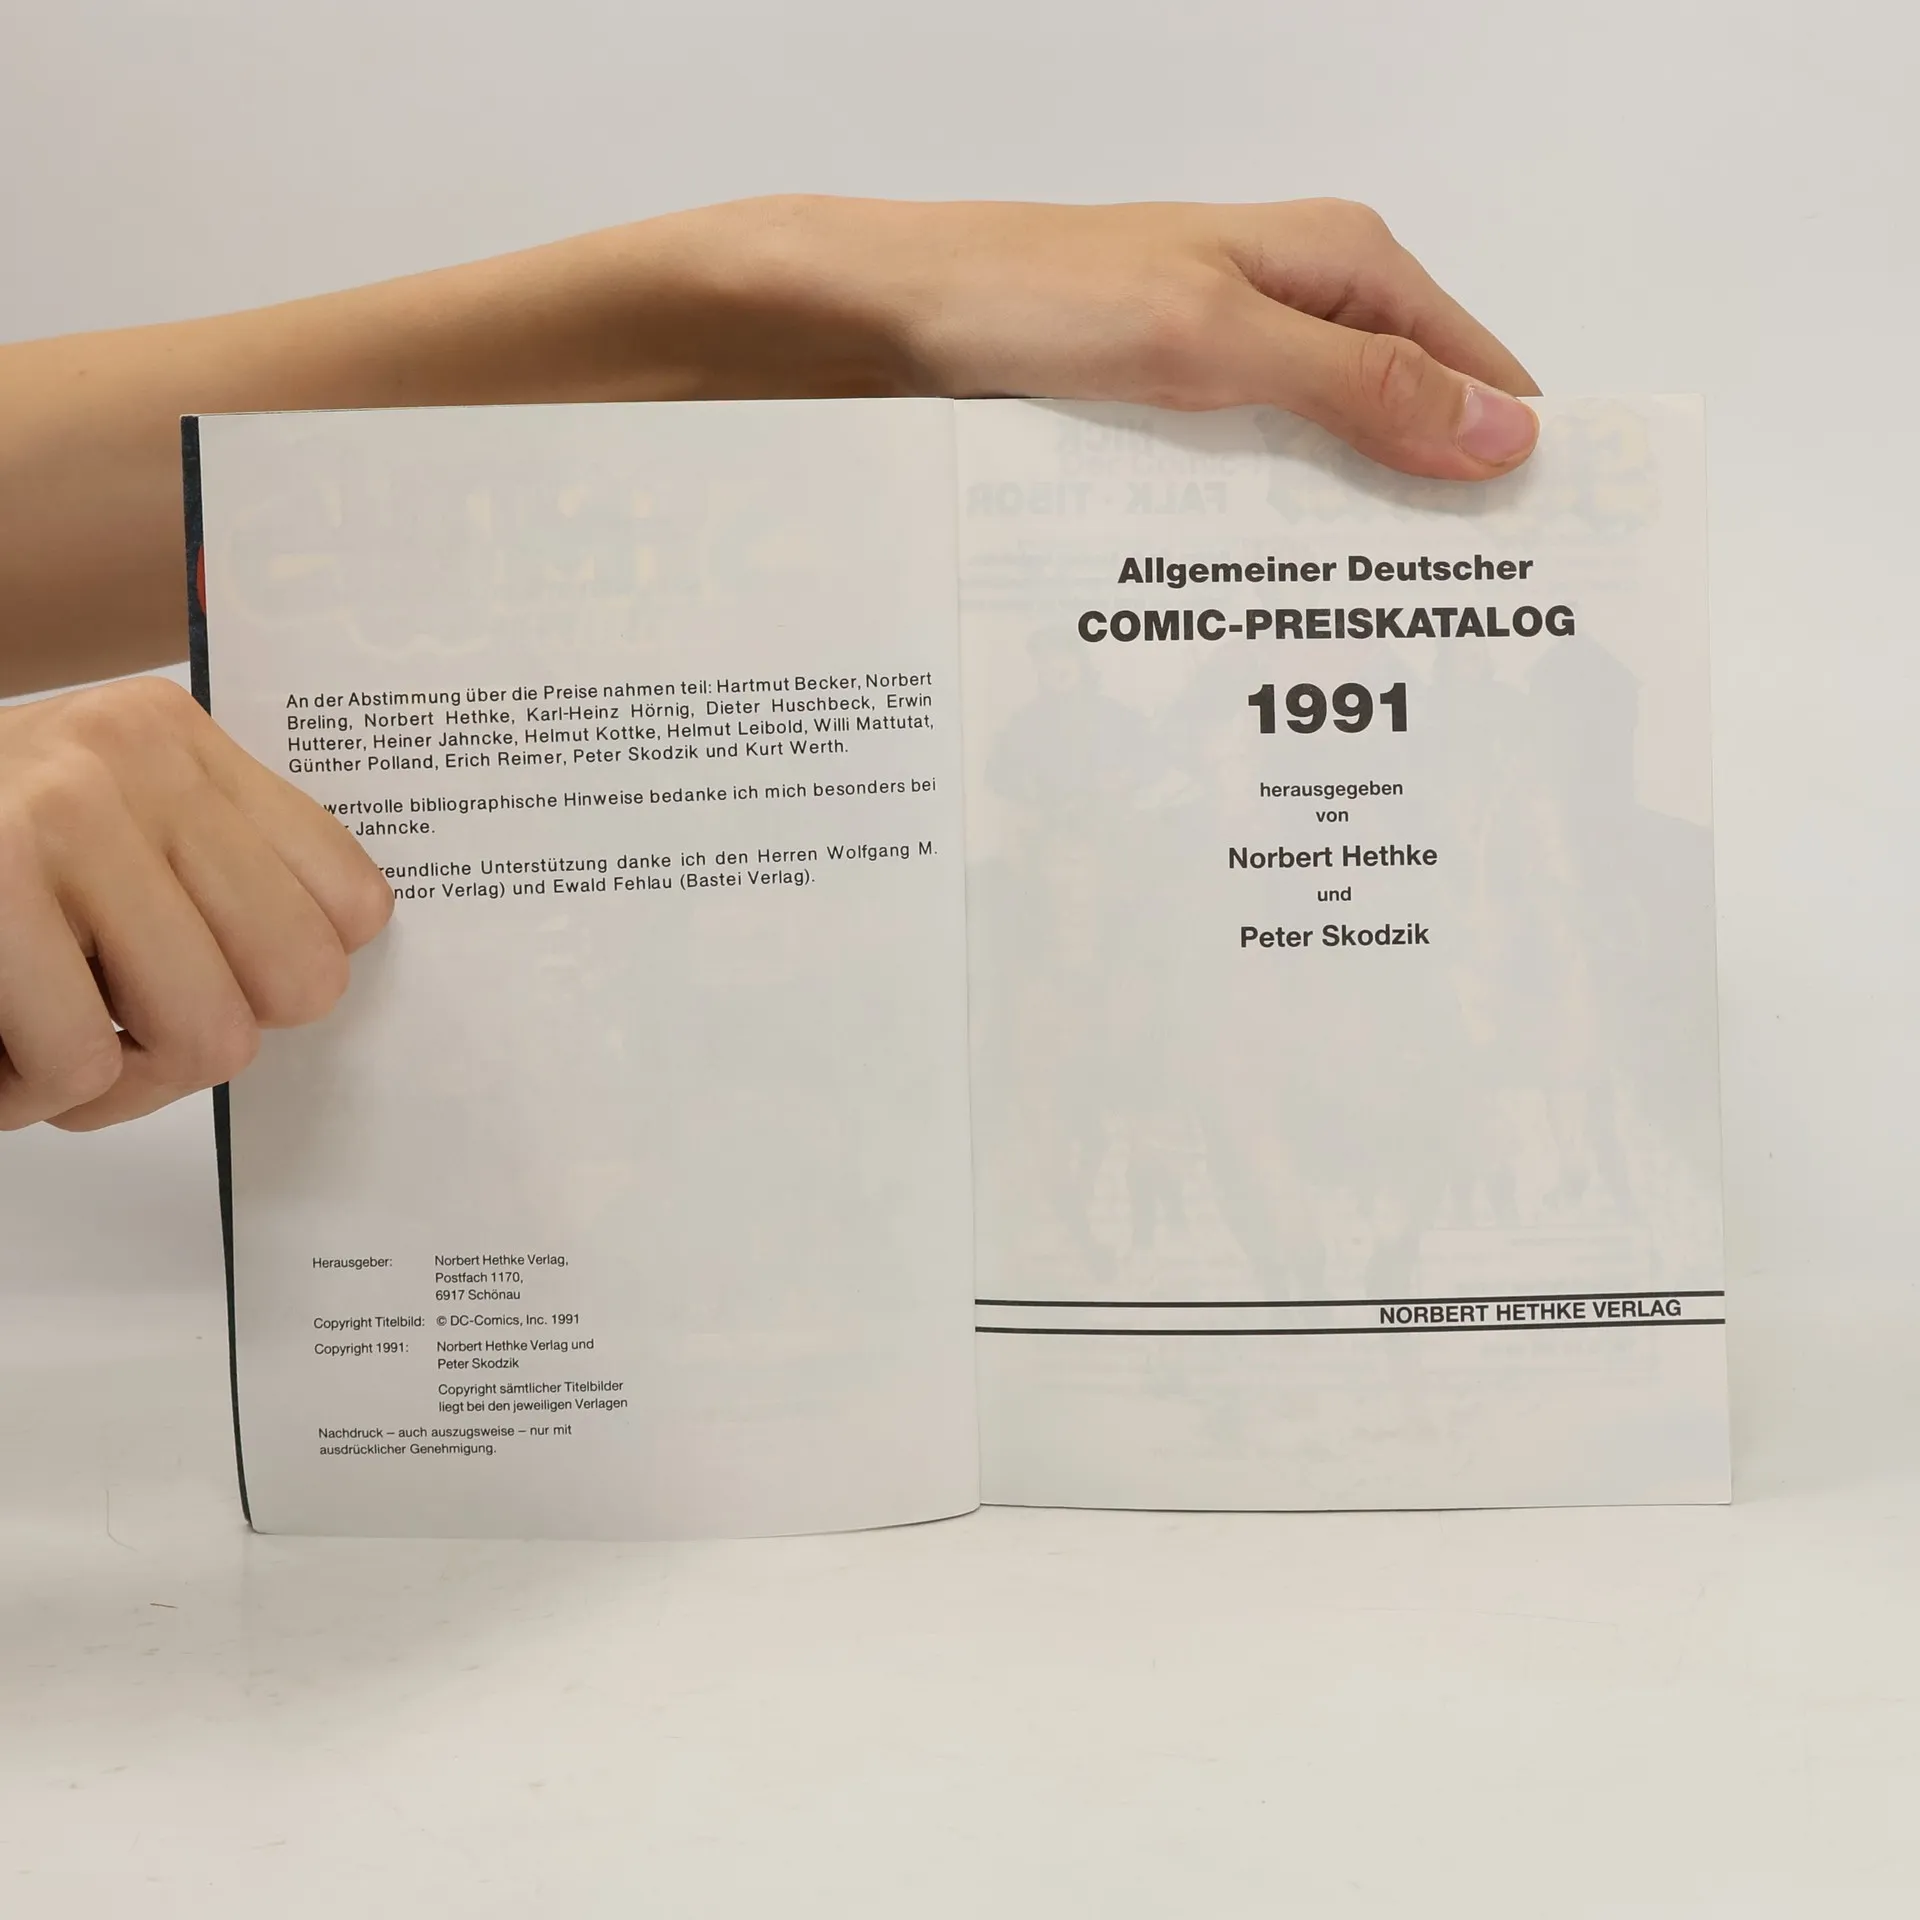 An der Abstimmung über die Preise nahmen teil: Hartmut Becker, Norbert
Breling, Norbert Hethke, Karl-Heinz Hörnig, Dieter Huschbeck, Erwin
Hutterer, Heiner Jahncke, Helmut Kottke, Helmut Leibold, Willi Mattutat,
Günther Polland, Erich Reimer, Peter Skodzik und Kurt Werth.
wertvolle bibliographische Hinweise bedanke ich mich besonders bei
Jahncke.
reundliche Unterstützung danke ich den Herren Wolfgang M.
ndor Verlag) und Ewald Fehlau (Bastei Verlag).
Herausgeber: Norbert Hethke Verlag,
Postfach 1170,
6917 Schönau
Copyright Titelbild: © DC-Comics, Inc. 1991
Copyright 1991: Norbert Hethke Verlag und
Peter Skodzik
Copyright sämtlicher Titelbilder
liegt bei den jeweiligen Verlagen
Nachdruck – auch auszugsweise – nur mit
ausdrücklicher Genehmigung.
Allgemeiner Deutscher
COMIC-PREISKATALOG
1991
herausgegeben
von
Norbert Hethke
und
Peter Skodzik
NORBERT HETHKE VERLAG